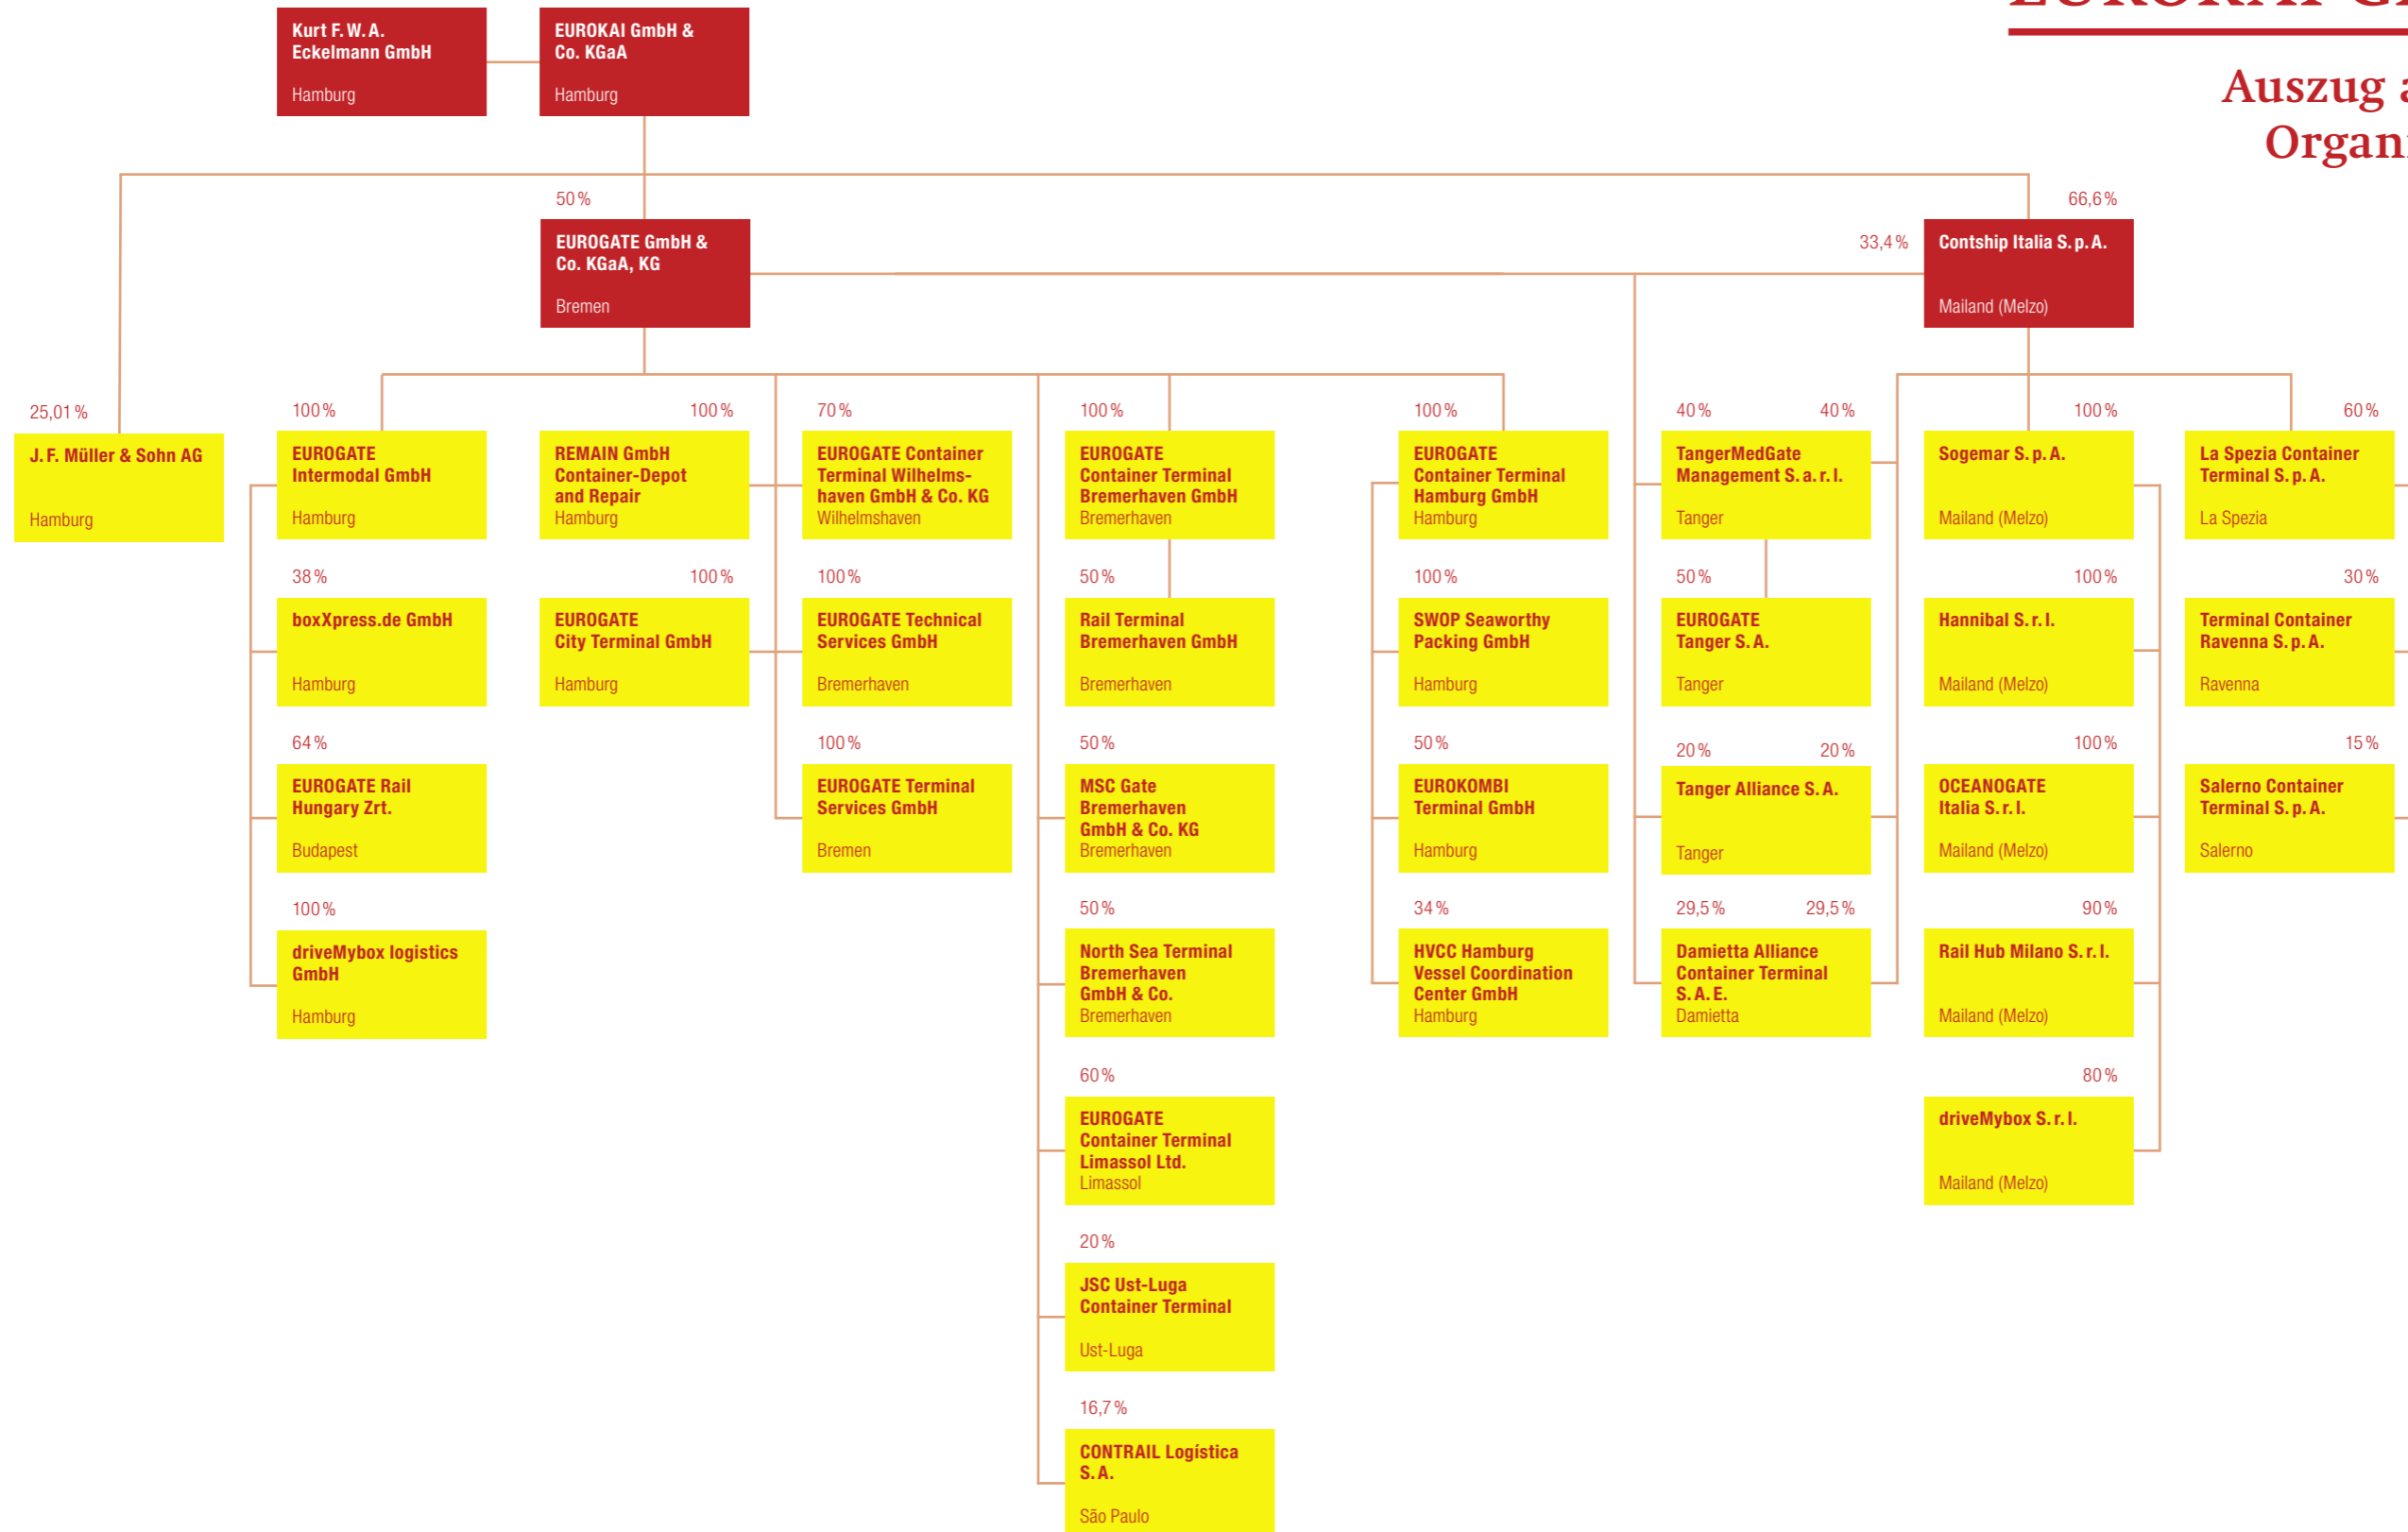 Kurt F. W. A.
Eckelmann GmbH
Hamburg
EUROKAI GmbH &
Co. KGaA
Hamburg
Auszug a
Organi
50 %
EUROGATE GmbH &
Co. KGaA, KG
Bremen
66,6 %
33,4 %
Contship Italia S. p. A.
Mailand (Melzo)
25,01 %
J. F. Müller & Sohn AG
Hamburg
100 %
EUROGATE
Intermodal GmbH
Hamburg
38 %
boxXpress.de GmbH
Hamburg
64 %
EUROGATE Rail
Hungary Zrt.
Budapest
100 %
driveMybox logistics
GmbH
Hamburg
100 %
REMAIN GmbH
Container-Depot
and Repair
Hamburg
100 %
EUROGATE
City Terminal GmbH
Hamburg
70 %
EUROGATE Container
Terminal Wilhelms-
haven GmbH & Co. KG
Wilhelmshaven
100 %
EUROGATE Technical
Services GmbH
Bremerhaven
100 %
EUROGATE Terminal
Services GmbH
Bremen
100 %
EUROGATE
Container Terminal
Bremerhaven GmbH
Bremerhaven
50 %
Rail Terminal
Bremerhaven GmbH
Bremerhaven
50 %
MSC Gate
Bremerhaven
GmbH & Co. KG
Bremerhaven
50 %
North Sea Terminal
Bremerhaven
GmbH & Co.
Bremerhaven
60 %
EUROGATE
Container Terminal
Limassol Ltd.
Limassol
20 %
JSC Ust-Luga
Container Terminal
Ust-Luga
16,7 %
CONTRAIL Logística
S. A.
São Paulo
100 %
EUROGATE
Container Terminal
Hamburg GmbH
Hamburg
100 %
SWOP Seaworthy
Packing GmbH
Hamburg
50 %
EUROKOMBI
Terminal GmbH
Hamburg
34 %
HVCC Hamburg
Vessel Coordination
Center GmbH
Hamburg
40 % 40 %
TangerMedGate
Management S. a. r. l.
Tanger
50 %
EUROGATE
Tanger S. A.
Tanger
20 % 20 %
Tanger Alliance S. A.
Tanger
29,5 % 29,5 %
Damietta Alliance
Container Terminal
S. A. E.
Damietta
100 %
Sogemar S. p. A.
Mailand (Melzo)
100 %
Hannibal S. r. l.
Mailand (Melzo)
100 %
OCEANOGATE
Italia S. r. l.
Mailand (Melzo)
90 %
Rail Hub Milano S. r. l.
Mailand (Melzo)
80 %
driveMybox S. r. l.
Mailand (Melzo)
60 %
La Spezia Container
Terminal S. p. A.
La Spezia
30 %
Terminal Container
Ravenna S. p. A.
Ravenna
15 %
Salerno Container
Terminal S. p. A.
Salerno